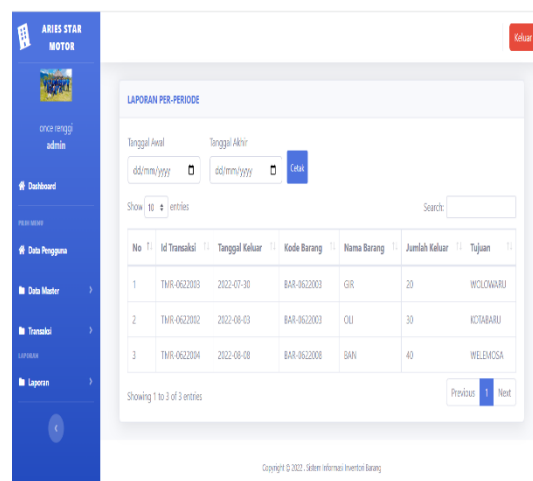 ARIES STAR
MOTOR
Keluar
once renggi
admin
Dashboard
Data Pengguna
Data Master
Transaksi
LAPORAN
Laporan
LAPORAN PER-PERIODE
Tanggal Awal Tanggal Akhir
dd/mm/yyyy dd/mm/yyyy Cetak
Show 10 entries Search:
No Id Transaksi Tanggal Keluar Kode Barang Nama Barang Jumlah Keluar Tujuan
1 TMR-0622003 2022-07-30 BAR-0622003 GIR 20 WOLOWARU
2 TMR-0622002 2022-08-03 BAR-0622003 OLI 30 KOTABARU
3 TMR-0622004 2022-08-08 BAR-0622008 BAN 40 WELEMOSA
Showing 1 to 3 of 3 entries
Previous 1 Next
Copyright © 2022 . Sistem Informasi Inventori Barang